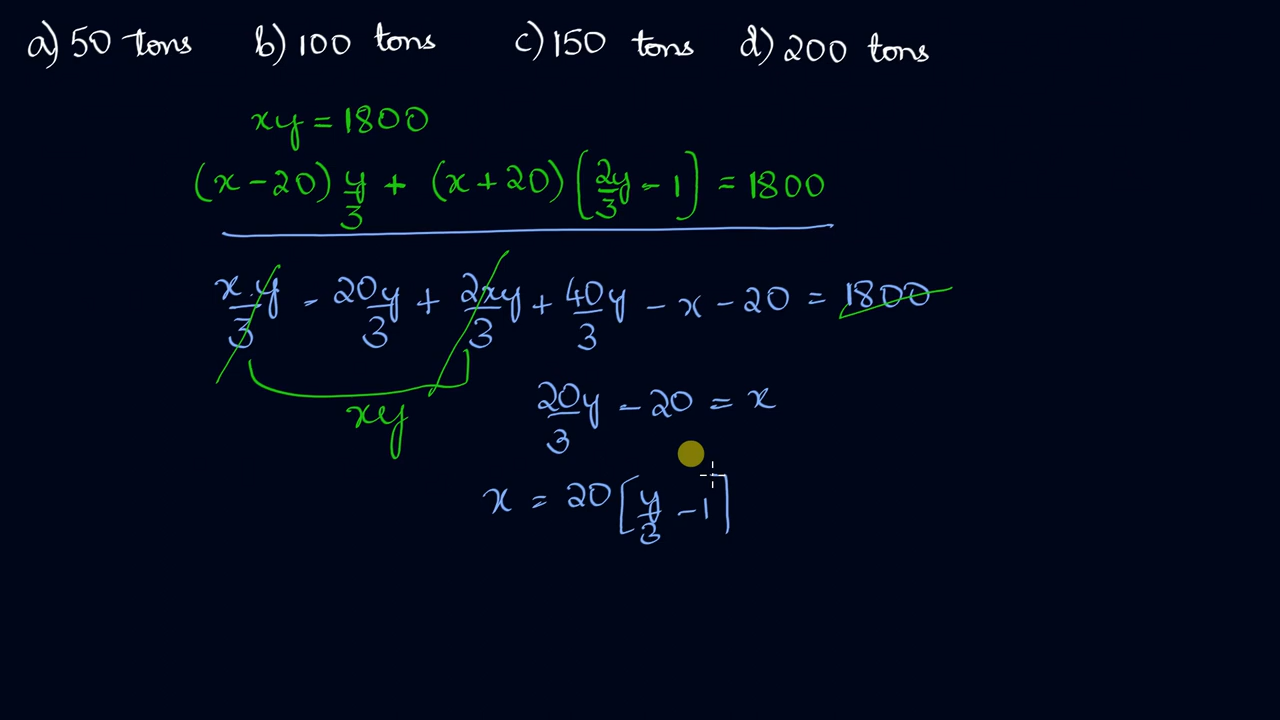 a) 50 tons b) 100 tons c) 150 tons d) 200 tons
xy = 1800
(x - 20) y/3 + (x + 20) [2y/3 - 1] = 1800
x.y/3 - 20y/3 + 2xy/3 + 40y/3 - x - 20 = 1800
xy
20y/3 - 20 = x
x = 20 [y/3 - 1]